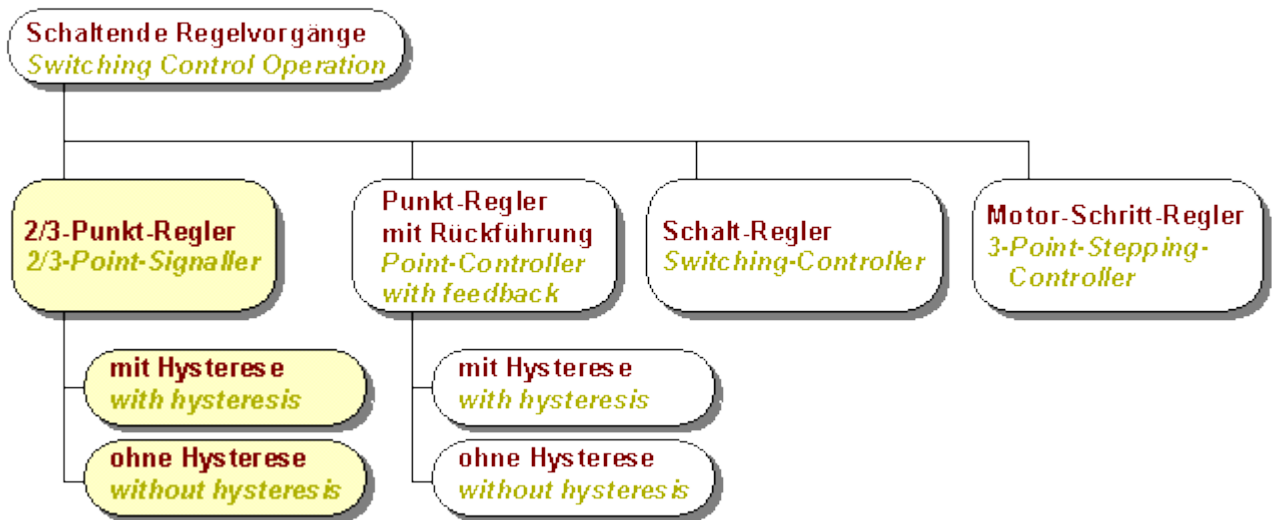 Schaltende Regelvorgänge
Switching Control Operation
2/3-Punkt-Regler
2/3-Point-Signaller
Punkt-Regler
mit Rückführung
Point-Controller
with feedback
Schalt-Regler
Switching-Controller
Motor-Schritt-Regler
3-Point-Stepping-
Controller
mit Hysterese
with hysteresis
ohne Hysterese
without hysteresis
mit Hysterese
with hysteresis
ohne Hysterese
without hysteresis